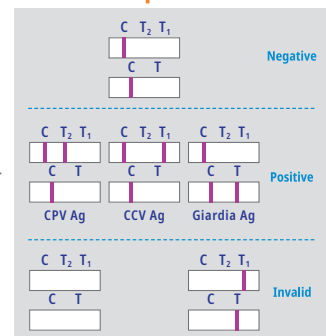 C T₂ T₁
C T
Negative
C T₂ T₁ C T₂ T₁ C T₂ T₁
C T C T C T
Positive
CPV Ag CCV Ag Giardia Ag
C T₂ T₁ C T₂ T₁
Invalid
C T C T